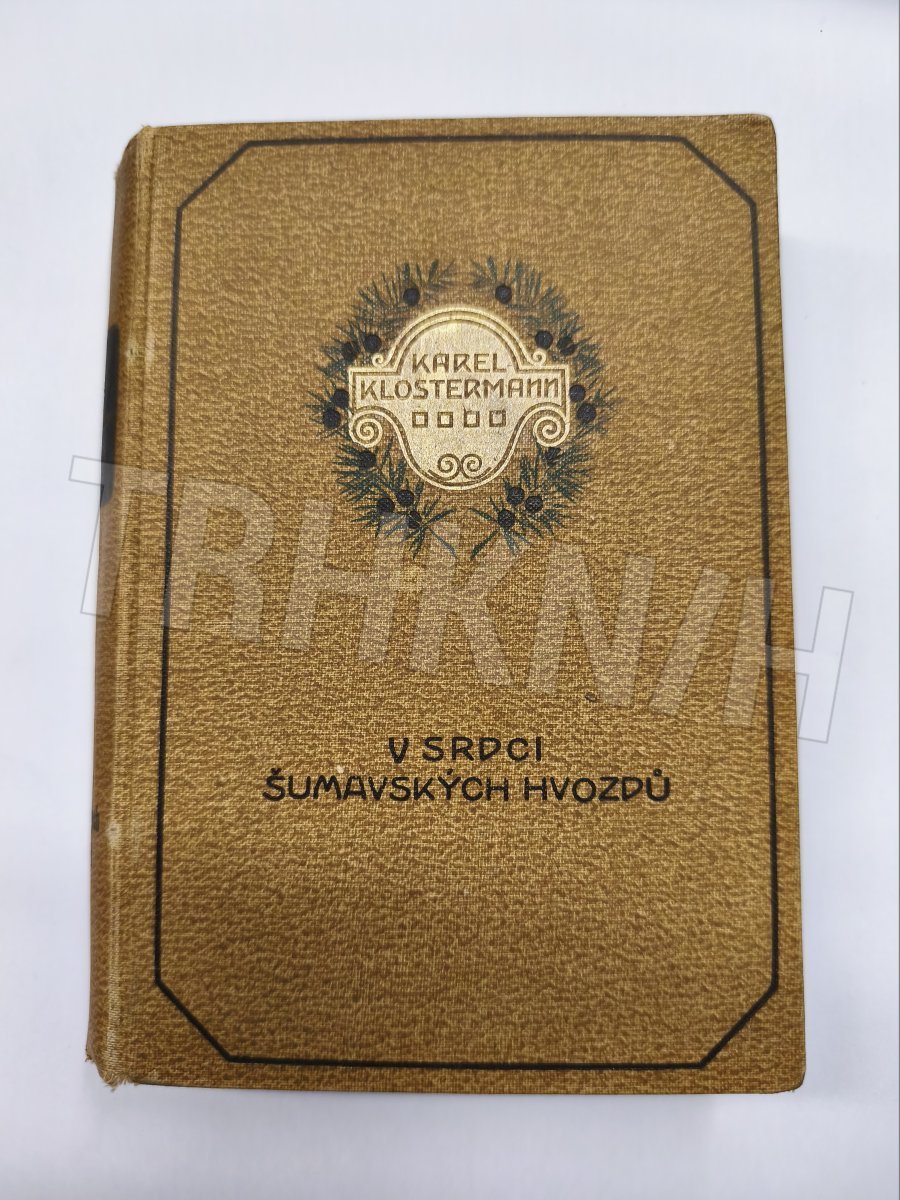 KAREL
KLOSTERMANN
V SRDCI
ŠUMAVSKÝCH HVOZDŮ
TRHKNIH